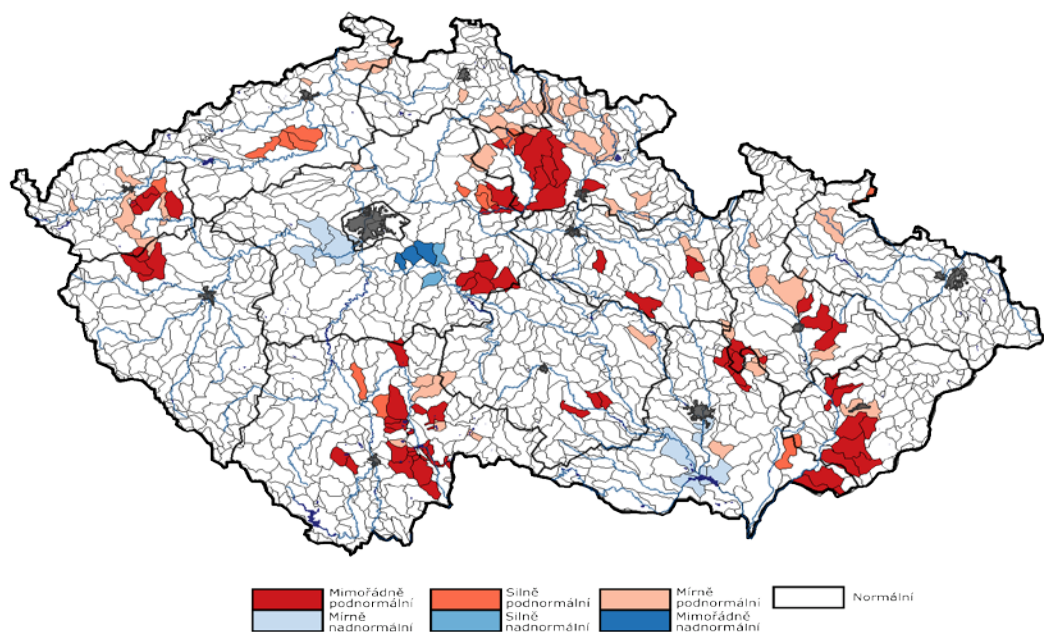 Mimořádně
podnormální
Silně
podnormální
Mírně
podnormální
Normální
Mírně
nadnormální
Silně
nadnormální
Mimořádně
nadnormální